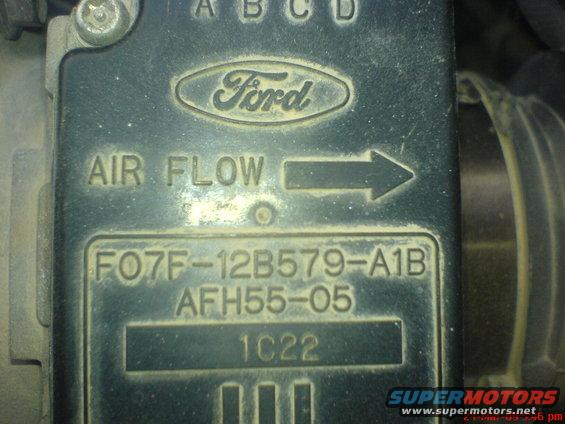 A B C D
Ford
AIR FLOW
F07F-12B579-A1B
AFH55-05
1C22
SUPERMOTORS
www.supermotors.net